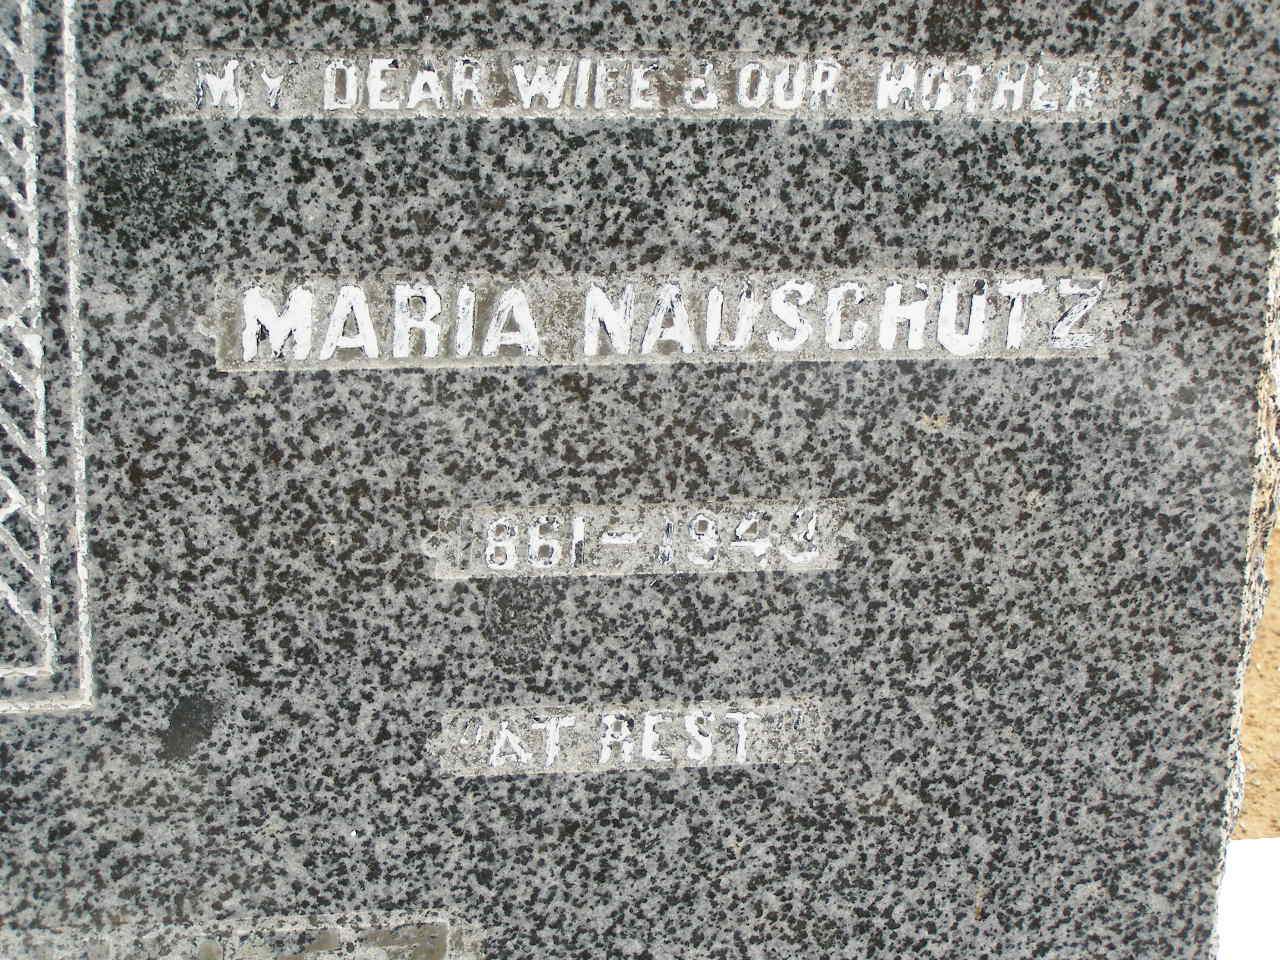 MY DEAR WIFE & OUR MOTHER
MARIA NAUSCHUTZ
1861 - 1943
"AT REST"